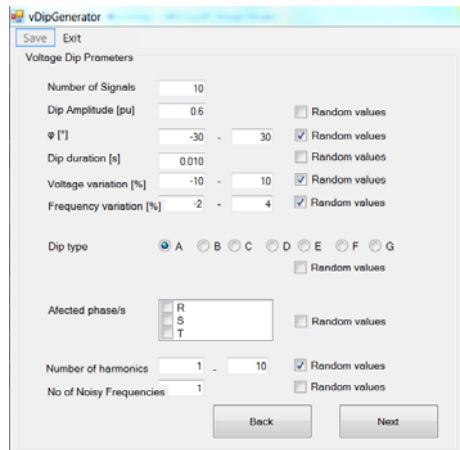 vDipGenerator
Save Exit
Voltage Dip Prameters
Number of Signals 10
Dip Amplitude [pu] 0.6 Random values
φ [°] -30 - 30 Random values
Dip duration [s] 0.010 Random values
Voltage variation [%] -10 - 10 Random values
Frequency variation [%] -2 - 4 Random values
Dip type A B C D E F G
Random values
Afected phase/s R
S Random values
T
Number of harmonics 1 - 10 Random values
No of Noisy Frequencies 1 Random values
Back Next